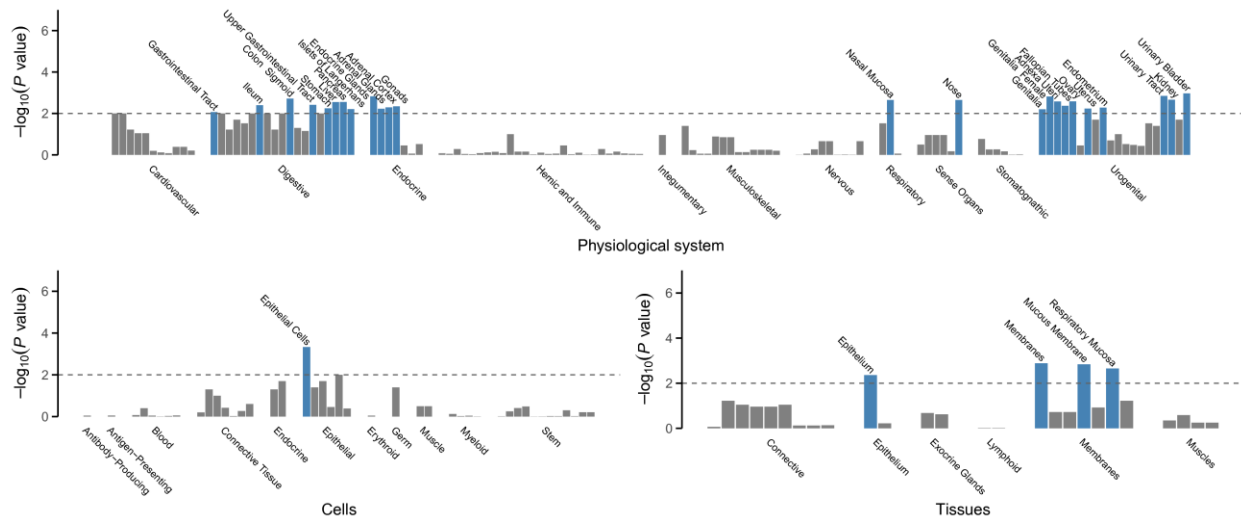 −log10(P value)
6
4
2
0
Gastrointestinal Tract
Ileum
Colon, Sigmoid
Upper Gastrointestinal Tract
Stomach
Pancreas
Islets of Langerhans
Endocrine Glands
Adrenal Glands
Adrenal Cortex
Gonads
Nasal Mucosa
Nose
Genitalia
Genitalia, Female
Adnexa Uteri
Fallopian Tubes
Ovary
Uterus
Endometrium
Urinary Tract
Kidney
Urinary Bladder
Cardiovascular
Digestive
Endocrine
Hemic and Immune
Integumentary
Musculoskeletal
Nervous
Respiratory
Sense Organs
Stomatognathic
Urogenital
Physiological system
−log10(P value)
6
4
2
0
Epithelial Cells
Antibody−Producing
Antigen−Presenting
Blood
Connective Tissue
Endocrine
Epithelial
Erythroid
Germ
Muscle
Myeloid
Stem
Cells
−log10(P value)
6
4
2
0
Epithelium
Membranes
Mucous Membrane
Respiratory Mucosa
Connective
Epithelium
Exocrine Glands
Lymphoid
Membranes
Muscles
Tissues